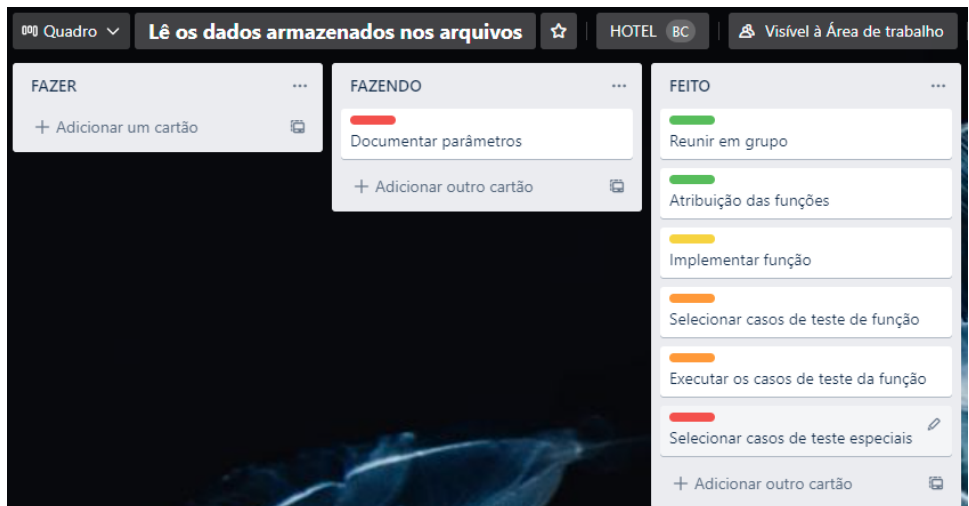 Quadro
Lê os dados armazenados nos arquivos
HOTEL BC
Visível à Área de trabalho
FAZER
+ Adicionar um cartão
FAZENDO
Documentar parâmetros
+ Adicionar outro cartão
FEITO
Reunir em grupo
Atribuição das funções
Implementar função
Selecionar casos de teste de função
Executar os casos de teste da função
Selecionar casos de teste especiais
+ Adicionar outro cartão